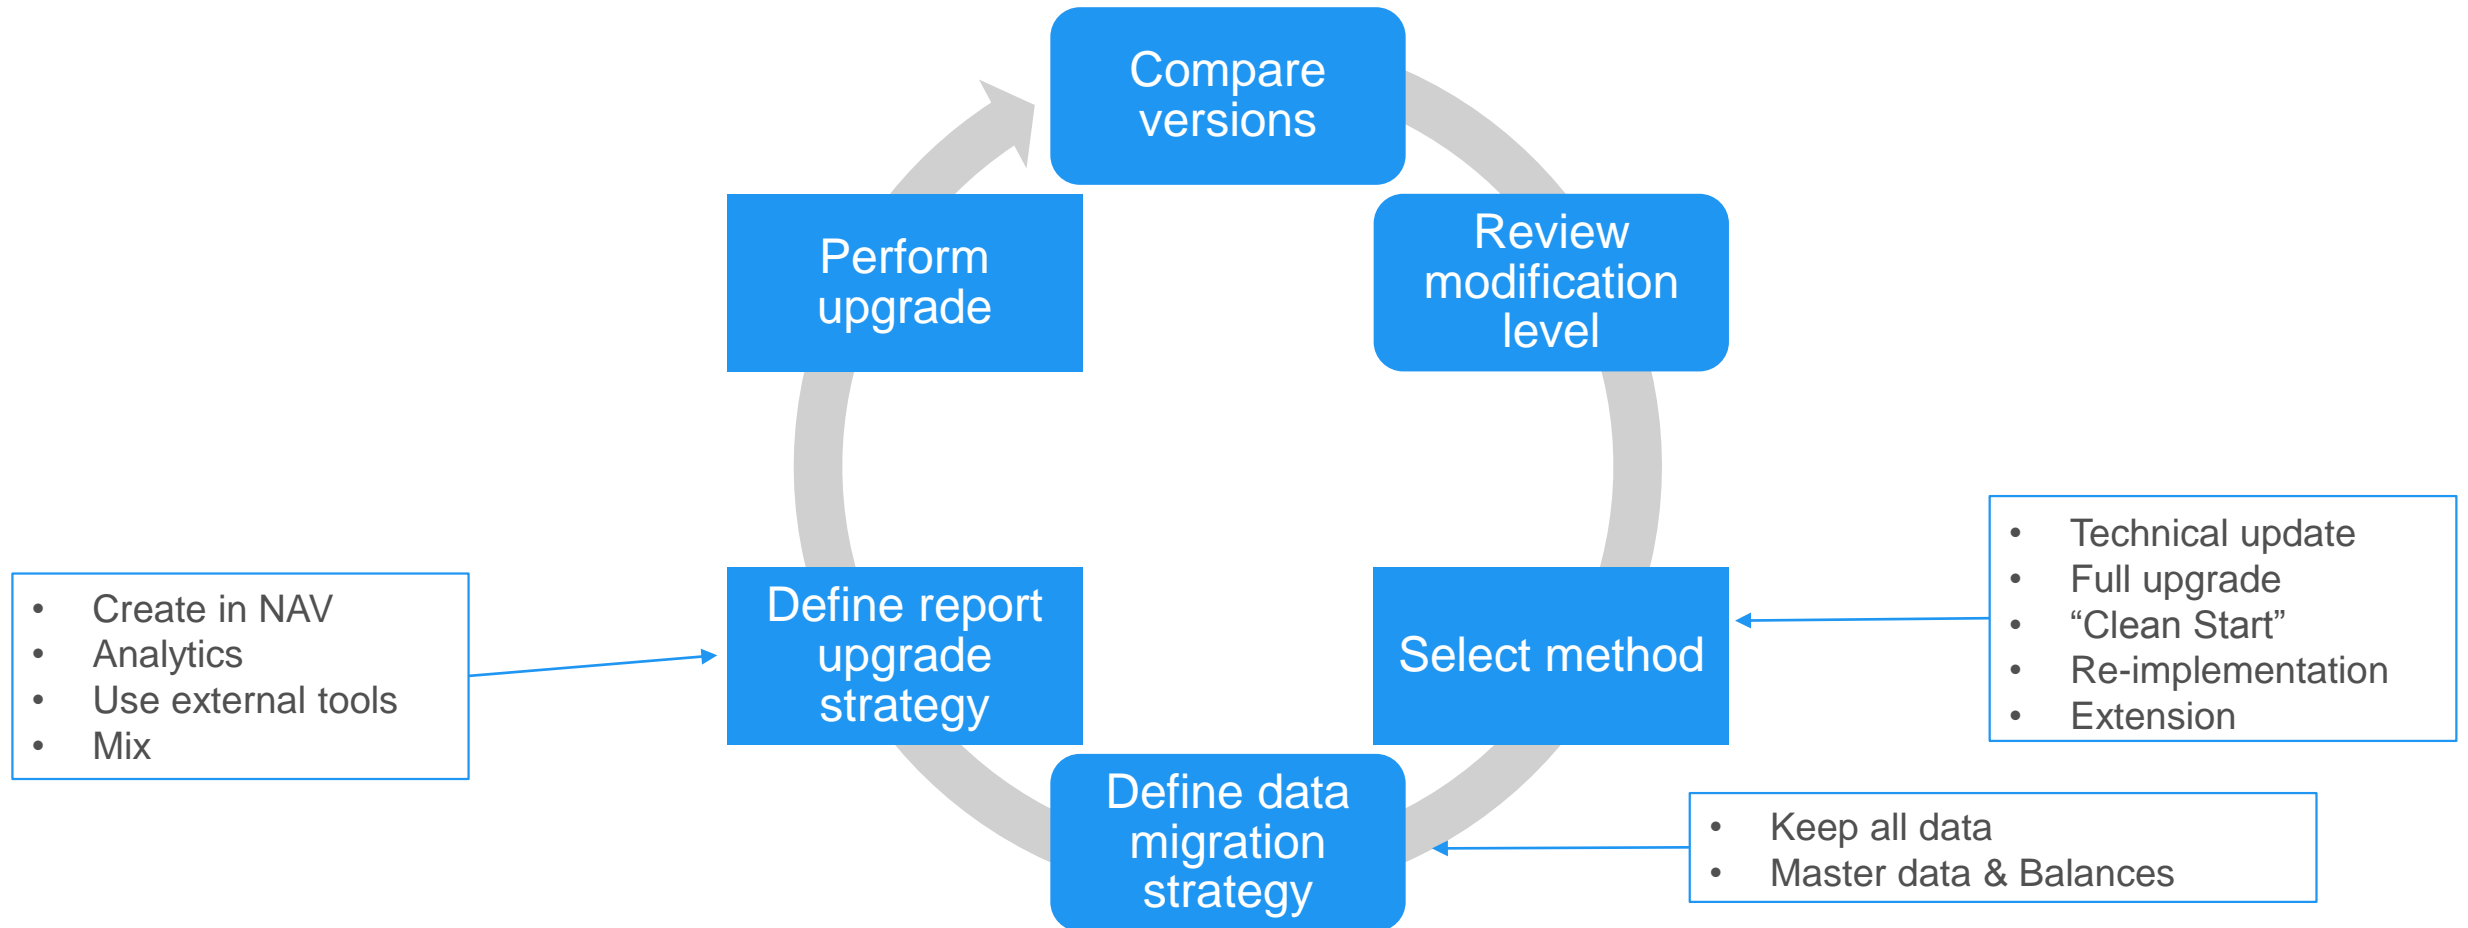 Compare
versions
Review
modification
level
Perform
upgrade
• Technical update
• Full upgrade
• “Clean Start”
• Re-implementation
• Extension
Select method
Define report
upgrade
strategy
• Create in NAV
• Analytics
• Use external tools
• Mix
Define data
migration
strategy
• Keep all data
• Master data & Balances